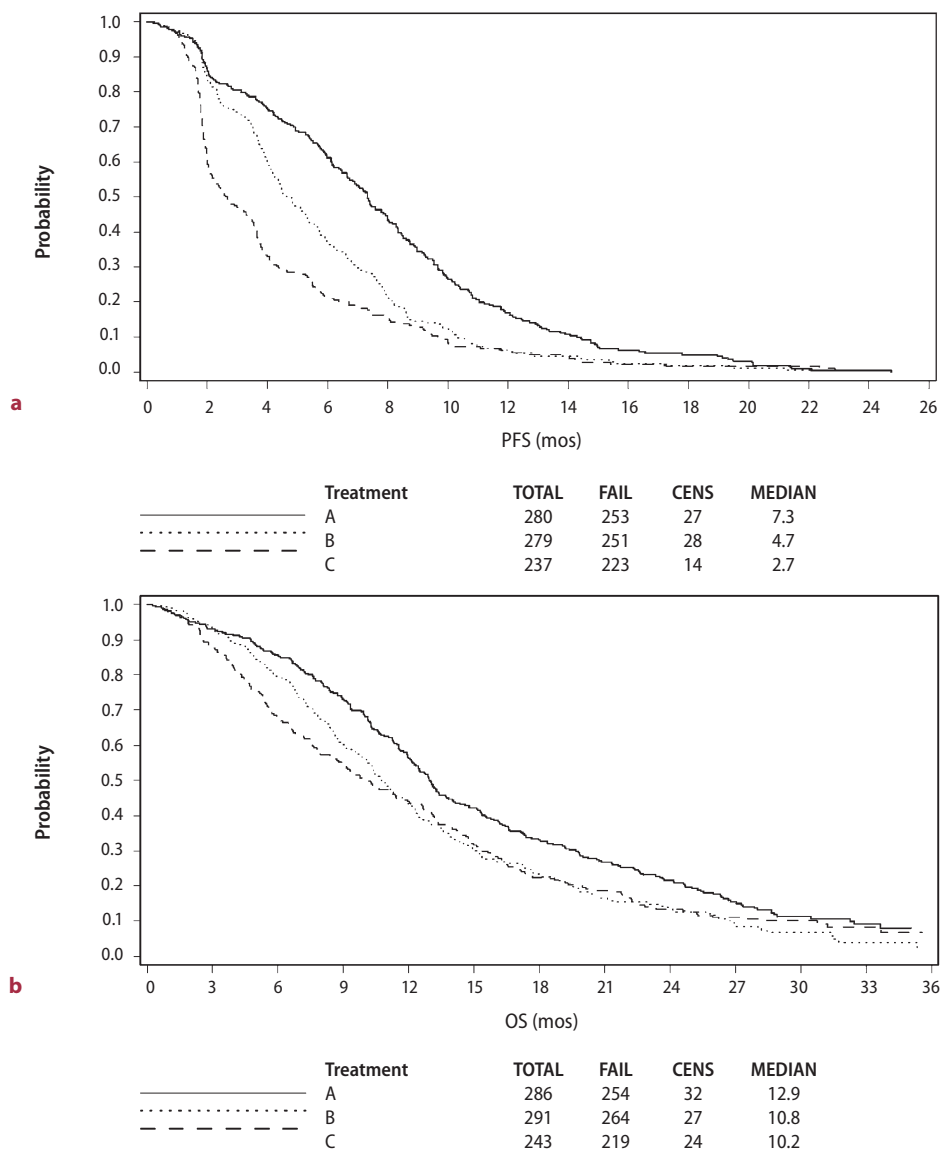 1.0
0.9
0.8
0.7
0.6
0.5
0.4
0.3
0.2
0.1
0.0
Probability
0 2 4 6 8 10 12 14 16 18 20 22 24 26
a
PFS (mos)
Treatment TOTAL FAIL CENS MEDIAN
A 280 253 27 7.3
B 279 251 28 4.7
C 237 223 14 2.7
1.0
0.9
0.8
0.7
0.6
0.5
0.4
0.3
0.2
0.1
0.0
Probability
0 3 6 9 12 15 18 21 24 27 30 33 36
b
OS (mos)
Treatment TOTAL FAIL CENS MEDIAN
A 286 254 32 12.9
B 291 264 27 10.8
C 243 219 24 10.2